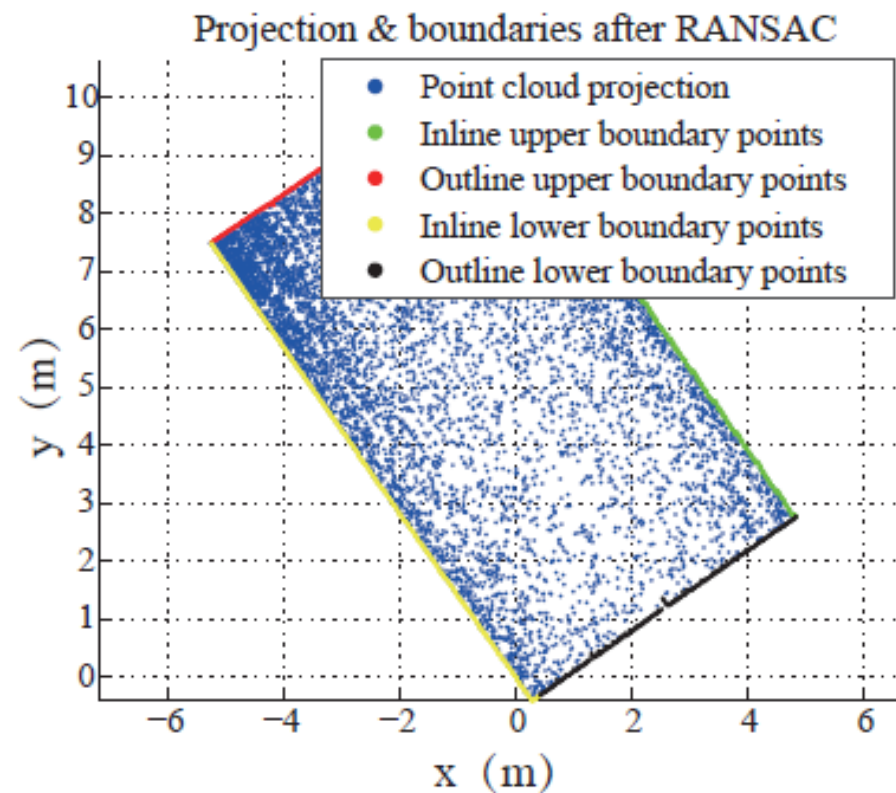 Projection & boundaries after RANSAC
Point cloud projection
Inline upper boundary points
Outline upper boundary points
Inline lower boundary points
Outline lower boundary points
10
9
8
7
6
5
4
3
2
1
0
y (m)
−6 −4 −2 0 2 4 6
x (m)